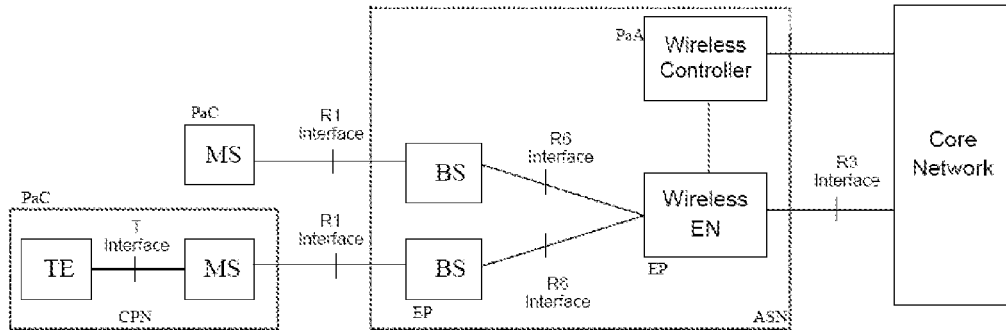 PaA
Wireless
Controller
PaC
MS
R1
Interface
BS
R6
Interface
Wireless
EN
EP
R3
Interface
Core
Network
PaC
TE
T
Interface
MS
CPN
R1
Interface
BS
EP
R6
Interface
ASN